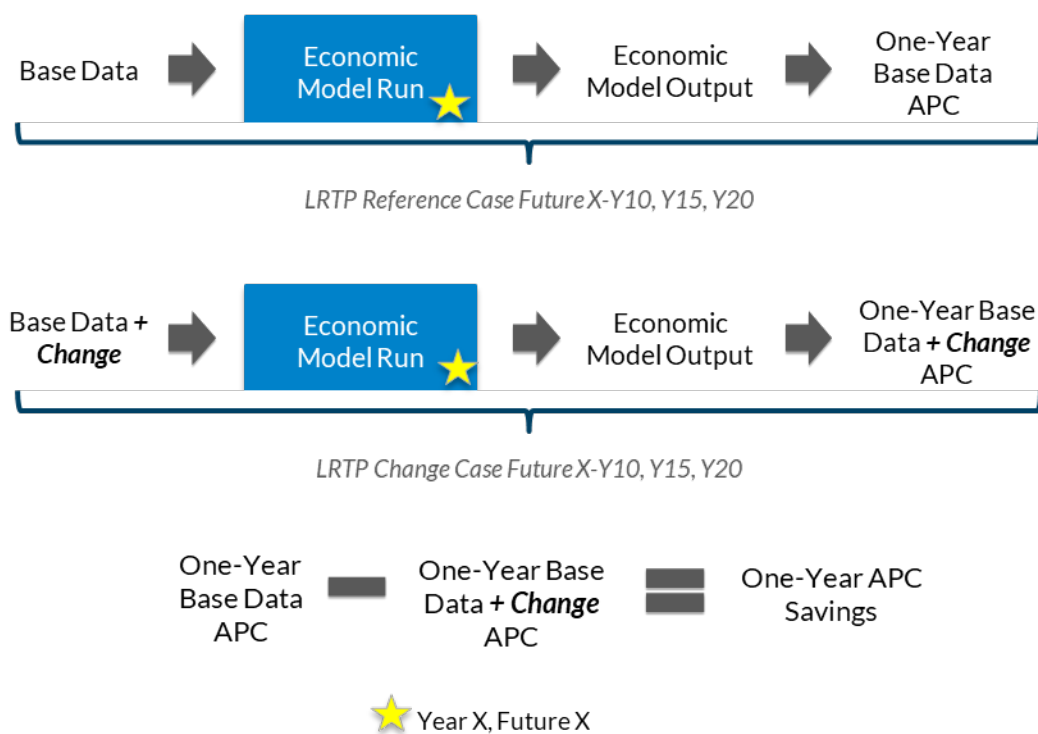 Base Data
Economic
Model Run
Economic
Model Output
One-Year
Base Data
APC
LRTP Reference Case Future X-Y10, Y15, Y20
Base Data +
Change
Economic
Model Run
Economic
Model Output
One-Year Base
Data + Change
APC
LRTP Change Case Future X-Y10, Y15, Y20
One-Year
Base Data
APC
One-Year Base
Data + Change
APC
One-Year APC
Savings
Year X, Future X